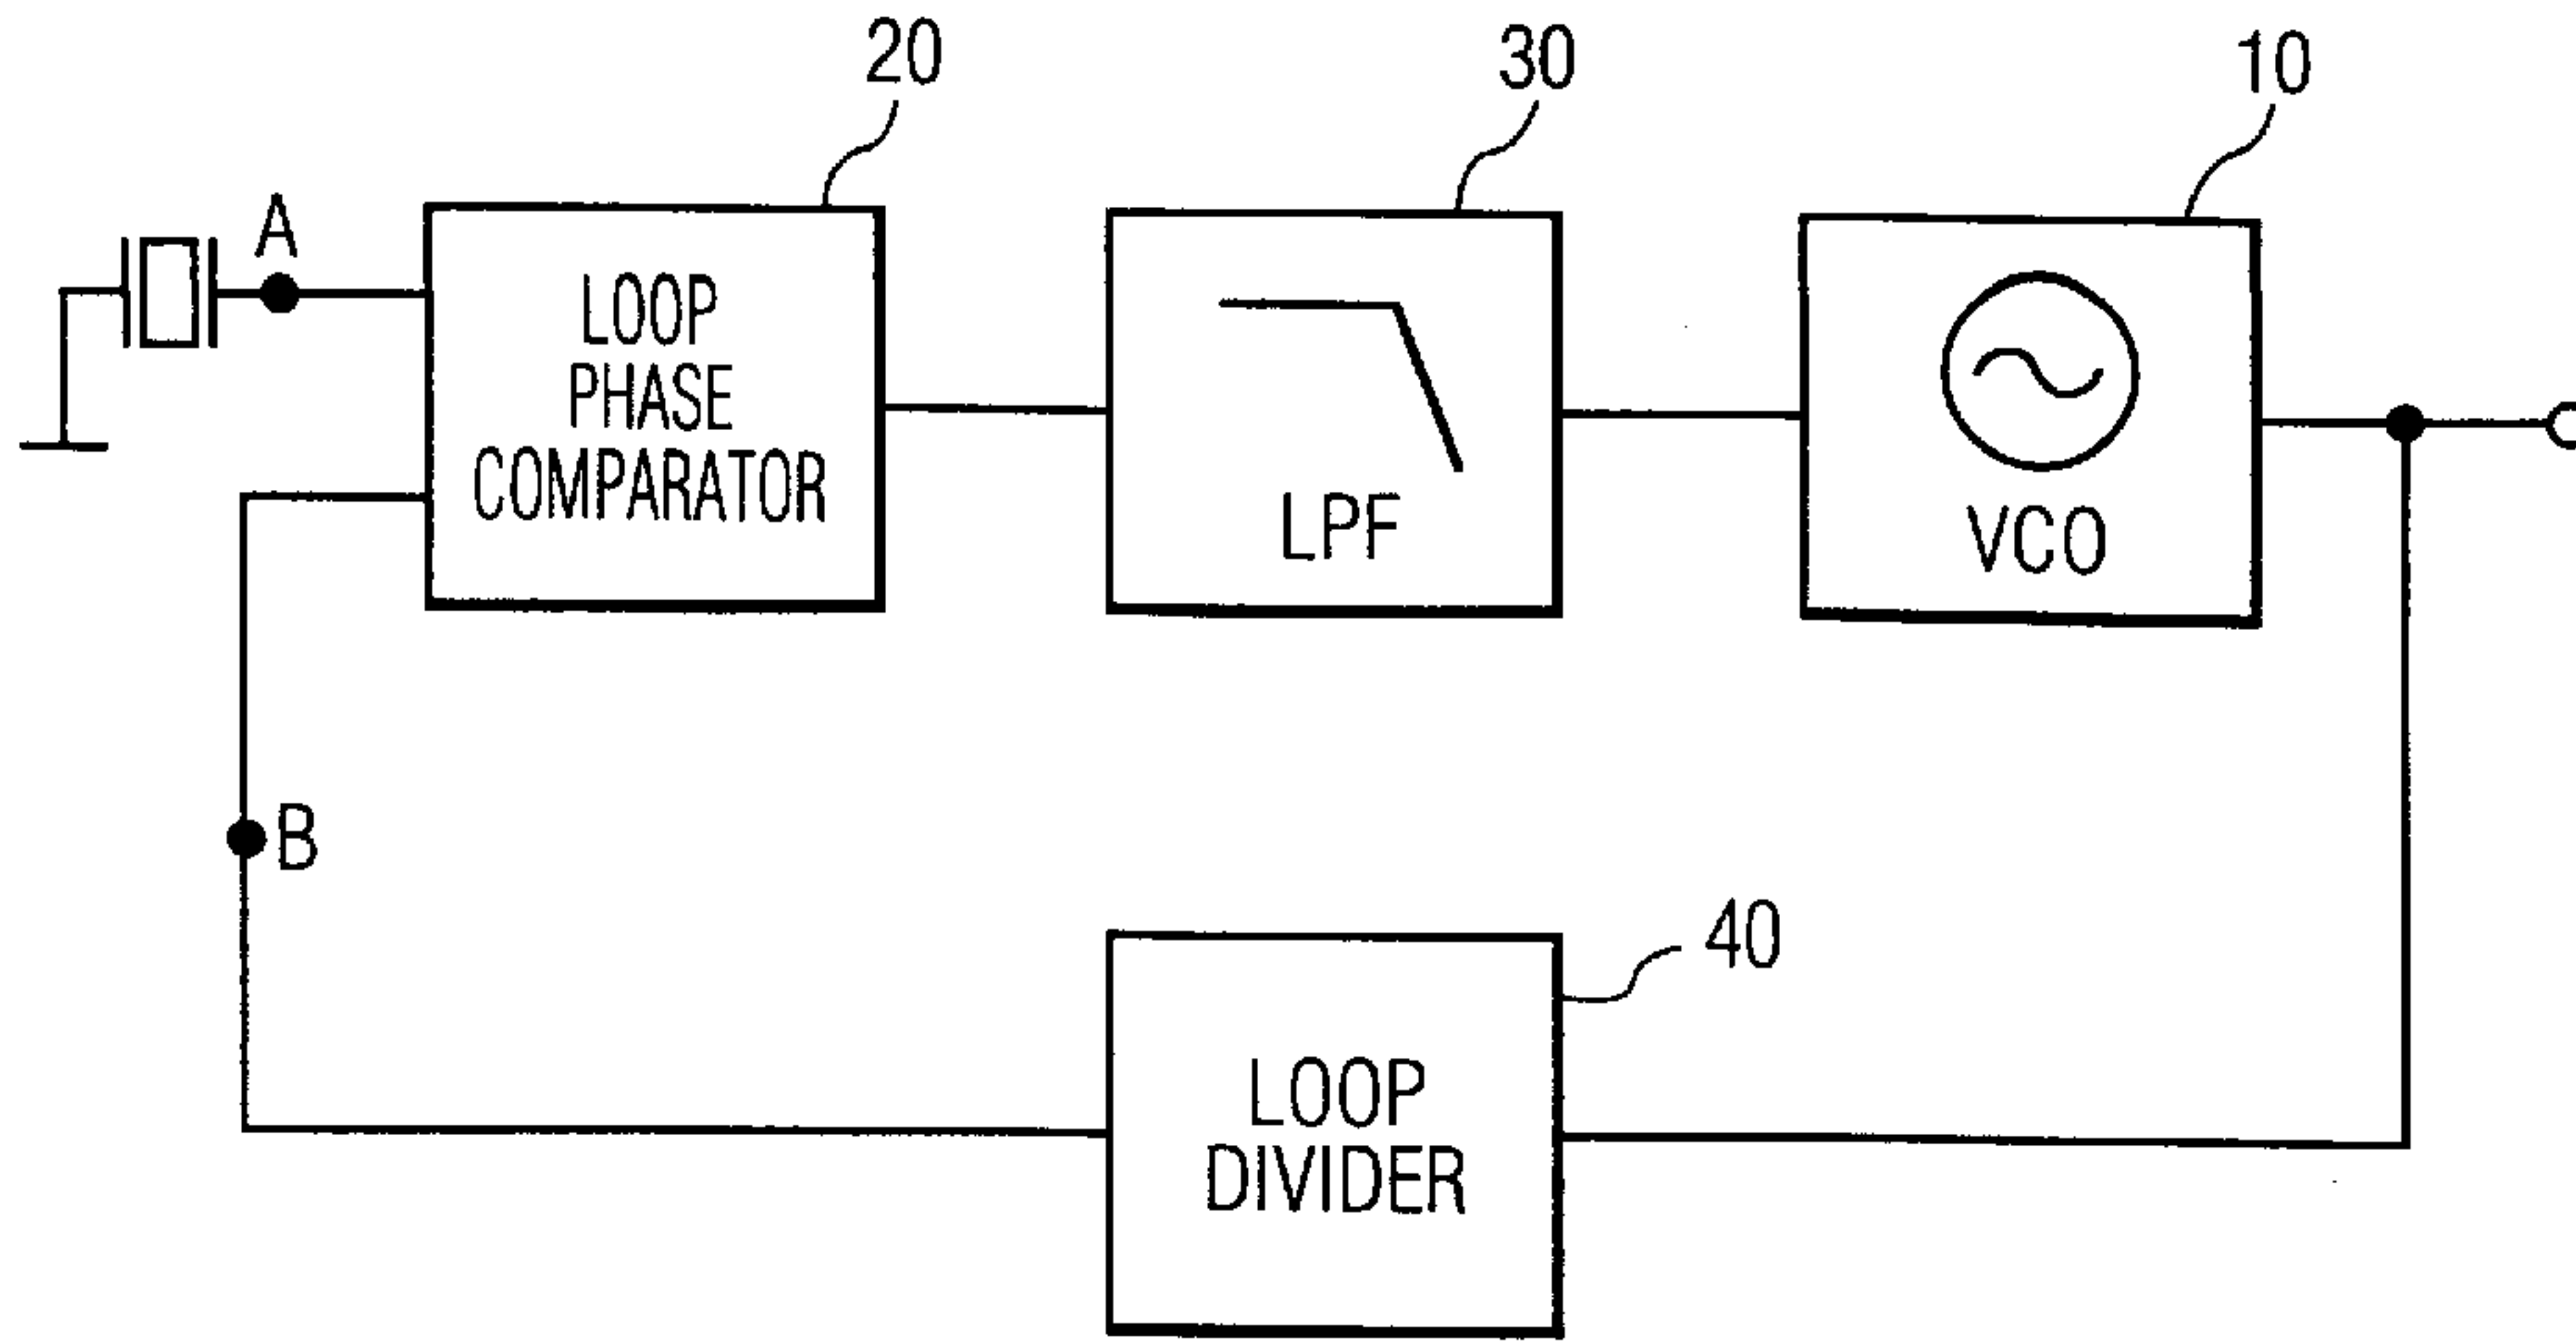 20
30
10
A
LOOP
PHASE
COMPARATOR
LPF
VCO
B
40
LOOP
DIVIDER